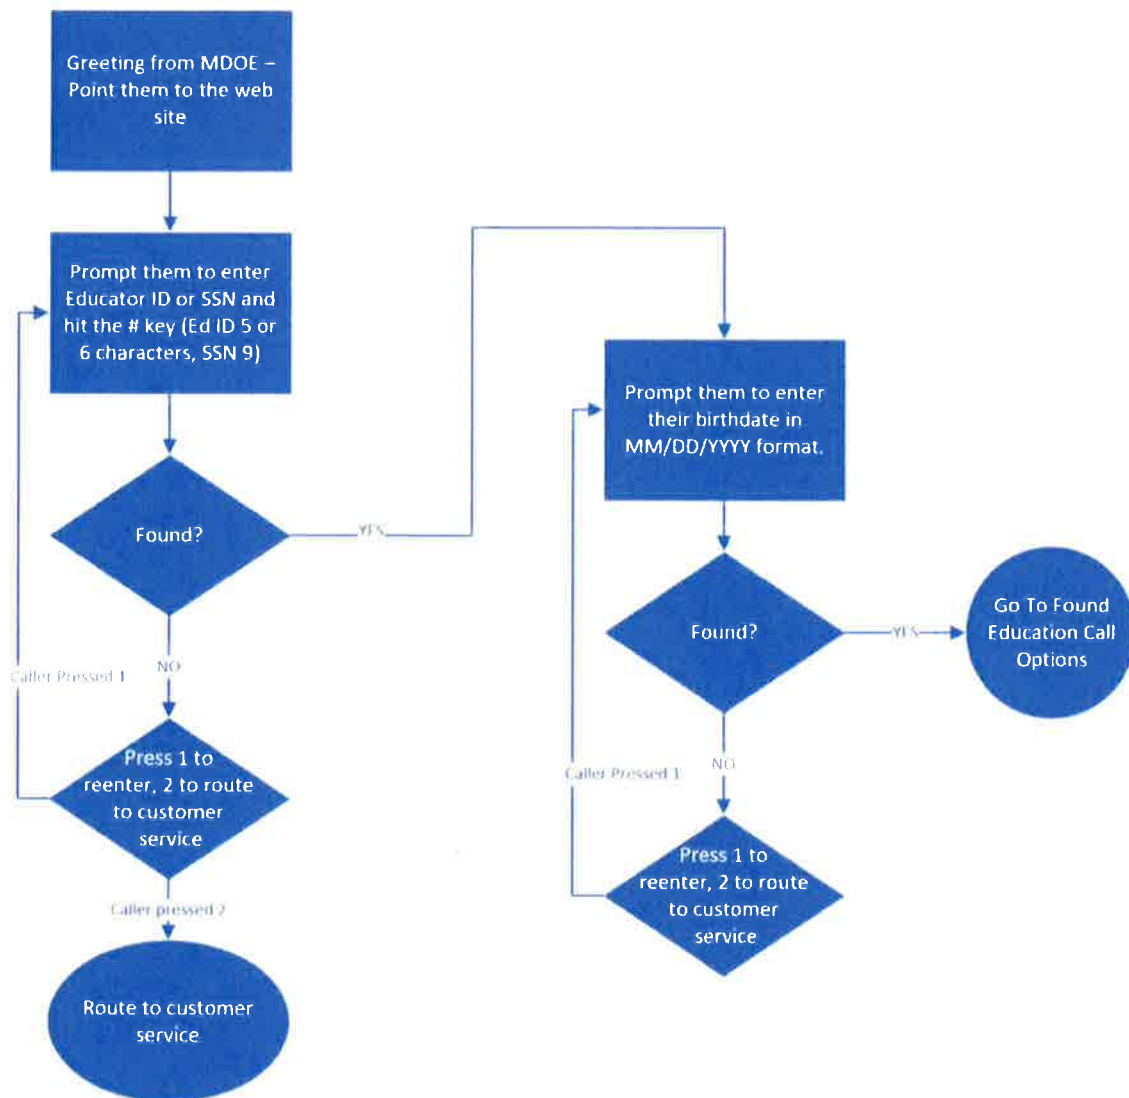 Greeting from MDOE –
Point them to the web
site
Prompt them to enter
Educator ID or SSN and
hit the # key (Ed ID 5 or
6 characters, SSN 9)
Found?
YES
NO
Caller Pressed 1
Press 1 to
reenter, 2 to route
to customer
service
Caller pressed 2
Route to customer
service
Prompt them to enter
their birthdate in
MM/DD/YYYY format.
Found?
YES
Go To Found
Education Call
Options
NO
Caller Pressed 1
Press 1 to
reenter, 2 to route
to customer
service